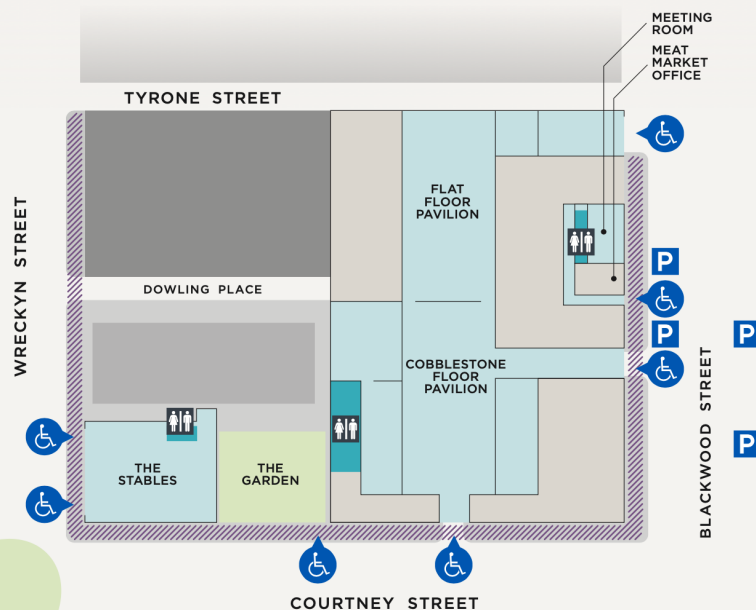 MEETING
ROOM
MEAT
MARKET
OFFICE
TYRONE STREET
FLAT
FLOOR
PAVILION
WRECKYN STREET
P
DOWLING PLACE
P
P
COBBLESTONE
FLOOR
PAVILION
BLACKWOOD STREET
P
THE
STABLES
THE
GARDEN
COURTNEY STREET